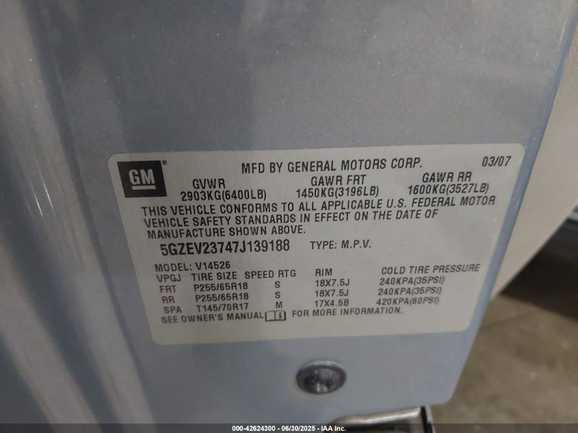 GM
MFD BY GENERAL MOTORS CORP. 03/07
GVWR GAWR FRT GAWR RR
2903KG(6400LB) 1450KG(3196LB) 1600KG(3527LB)
THIS VEHICLE CONFORMS TO ALL APPLICABLE U.S. FEDERAL MOTOR
VEHICLE SAFETY STANDARDS IN EFFECT ON THE DATE OF
MANUFACTURE SHOWN ABOVE.
5GZEV23747J139188 TYPE: M.P.V.
MODEL: V14526
VPGJ TIRE SIZE SPEED RTG RIM COLD TIRE PRESSURE
FRT P255/65R18 S 18X7.5J 240KPA(35PSI)
RR P255/65R18 S 18X7.5J 240KPA(35PSI)
SPA T145/70R17 M 17X4.5B 420KPA(60PSI)
SEE OWNER'S MANUAL FOR MORE INFORMATION.
000-42624300 - 06/30/2025 - IAA Inc.